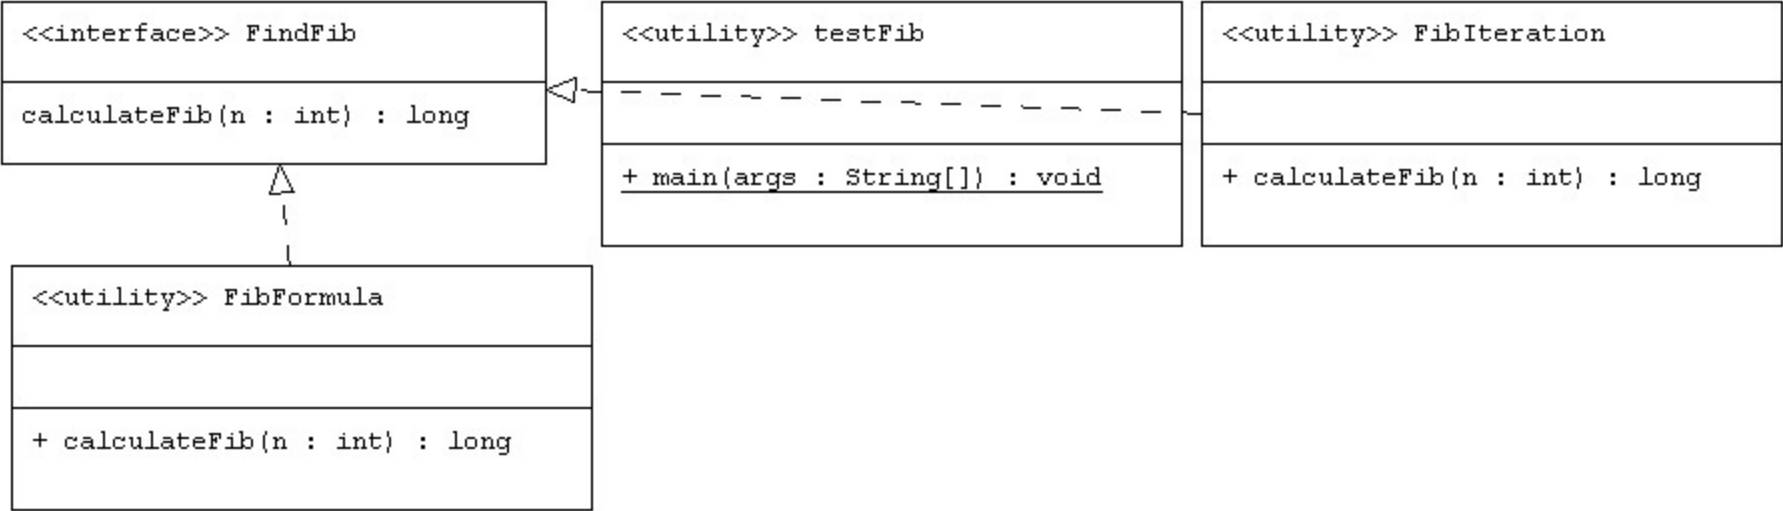 <<interface>> FindFib
calculateFib(n : int) : long
<<utility>> testFib
+ main(args : String[]) : void
<<utility>> FibIteration
+ calculateFib(n : int) : long
<<utility>> FibFormula
+ calculateFib(n : int) : long